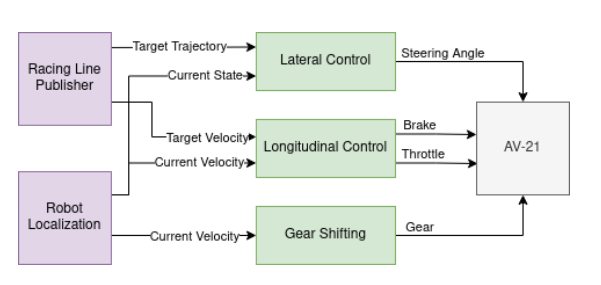 Racing Line
Publisher
Target Trajectory
Current State
Lateral Control
Steering Angle
Target Velocity
Current Velocity
Longitudinal Control
Brake
Throttle
AV-21
Robot
Localization
Current Velocity
Gear Shifting
Gear